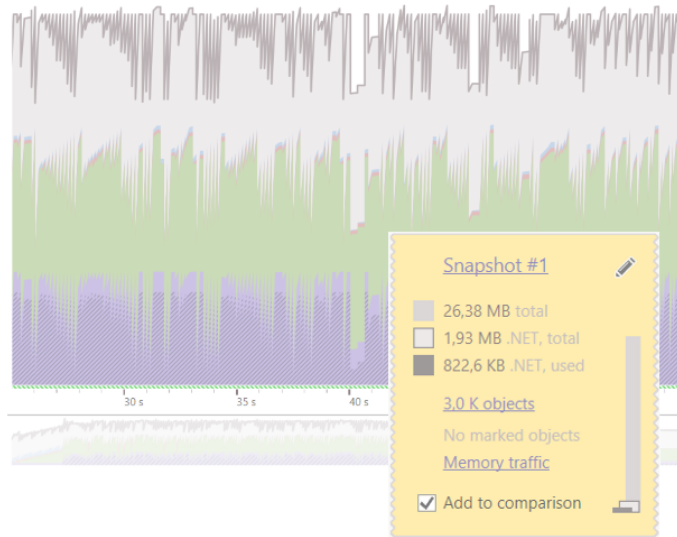 Snapshot #1
26,38 MB total
1,93 MB .NET, total
822,6 KB .NET, used
30 s
35 s
40 s
3,0 K objects
No marked objects
Memory traffic
Add to comparison